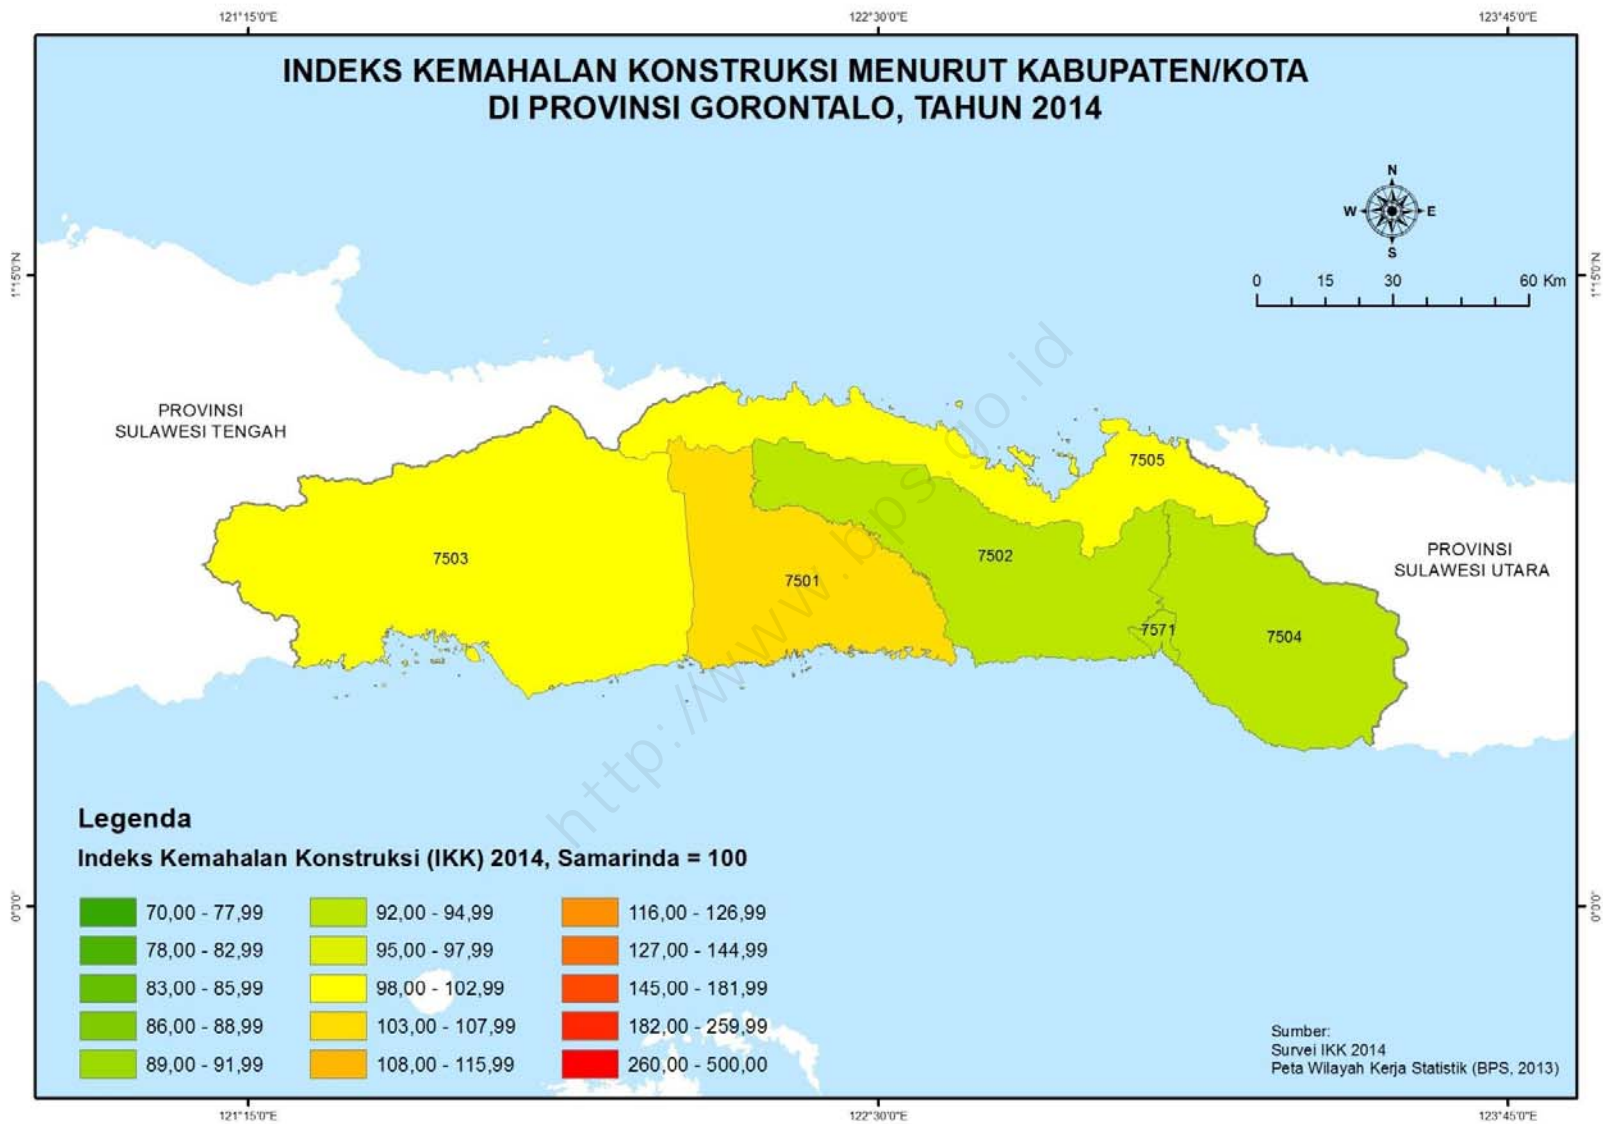 121°15'0"E
122°30'0"E
123°45'0"E
INDEKS KEMAHALAN KONSTRUKSI MENURUT KABUPATEN/KOTA
DI PROVINSI GORONTALO, TAHUN 2014
N
W
E
S
0 15 30 60 Km
1°15'0"N
1°15'0"N
PROVINSI
SULAWESI TENGAH
7505
7503
7501
7502
7571
7504
PROVINSI
SULAWESI UTARA
http://www.bps.go.id
Legenda
Indeks Kemahalan Konstruksi (IKK) 2014, Samarinda = 100
70,00 - 77,99
78,00 - 82,99
83,00 - 85,99
86,00 - 88,99
89,00 - 91,99
92,00 - 94,99
95,00 - 97,99
98,00 - 102,99
103,00 - 107,99
108,00 - 115,99
116,00 - 126,99
127,00 - 144,99
145,00 - 181,99
182,00 - 259,99
260,00 - 500,00
0°0'0"
0°0'0"
Sumber:
Survei IKK 2014
Peta Wilayah Kerja Statistik (BPS, 2013)
121°15'0"E
122°30'0"E
123°45'0"E